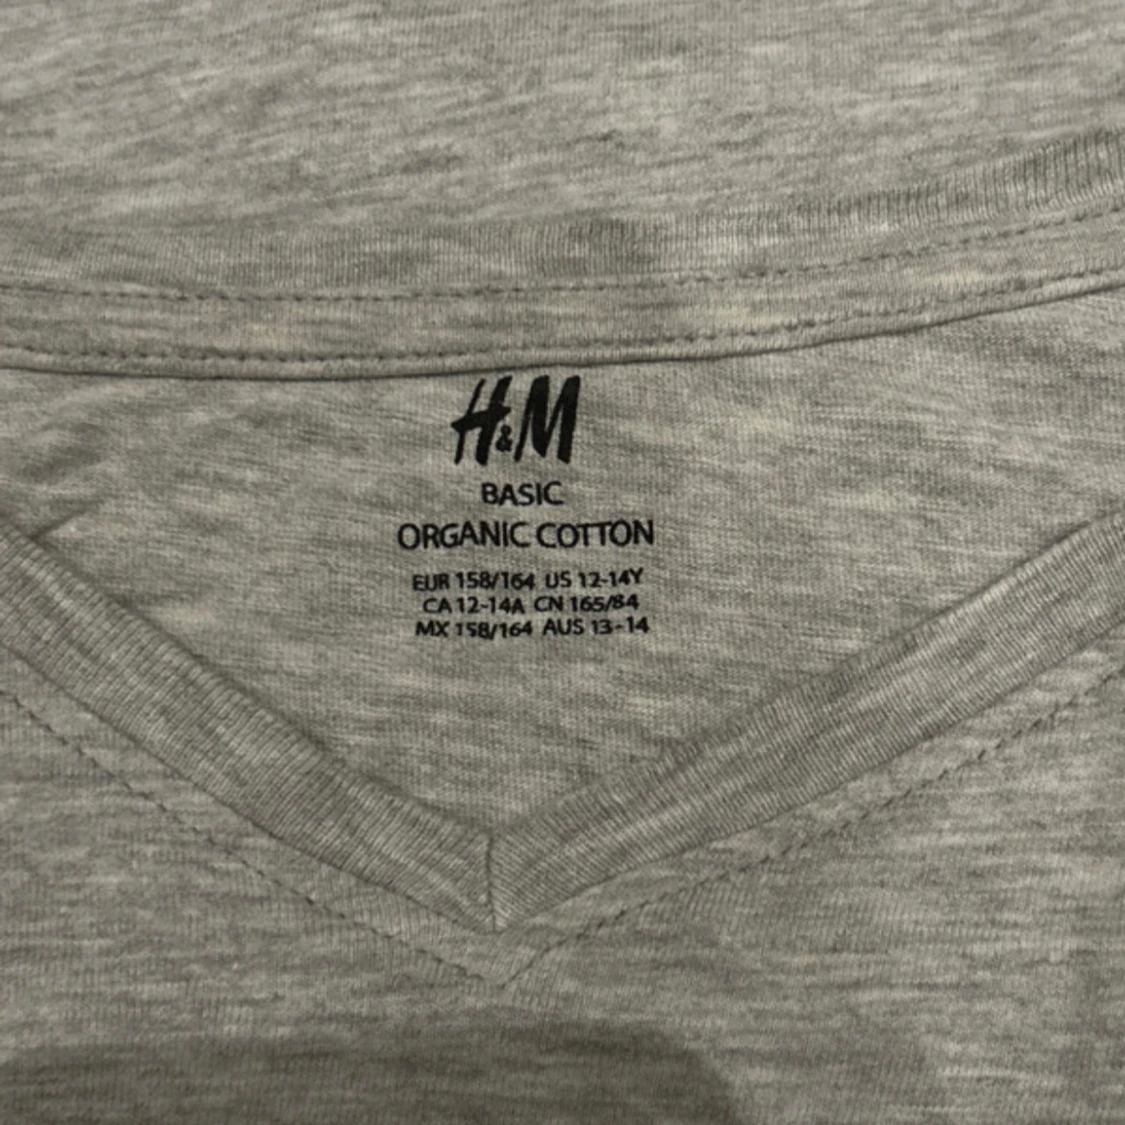 H&M
BASIC
ORGANIC COTTON
EUR 158/164 US 12-14Y
CA 12-14A CN 165/84
MX 158/164 AUS 13-14